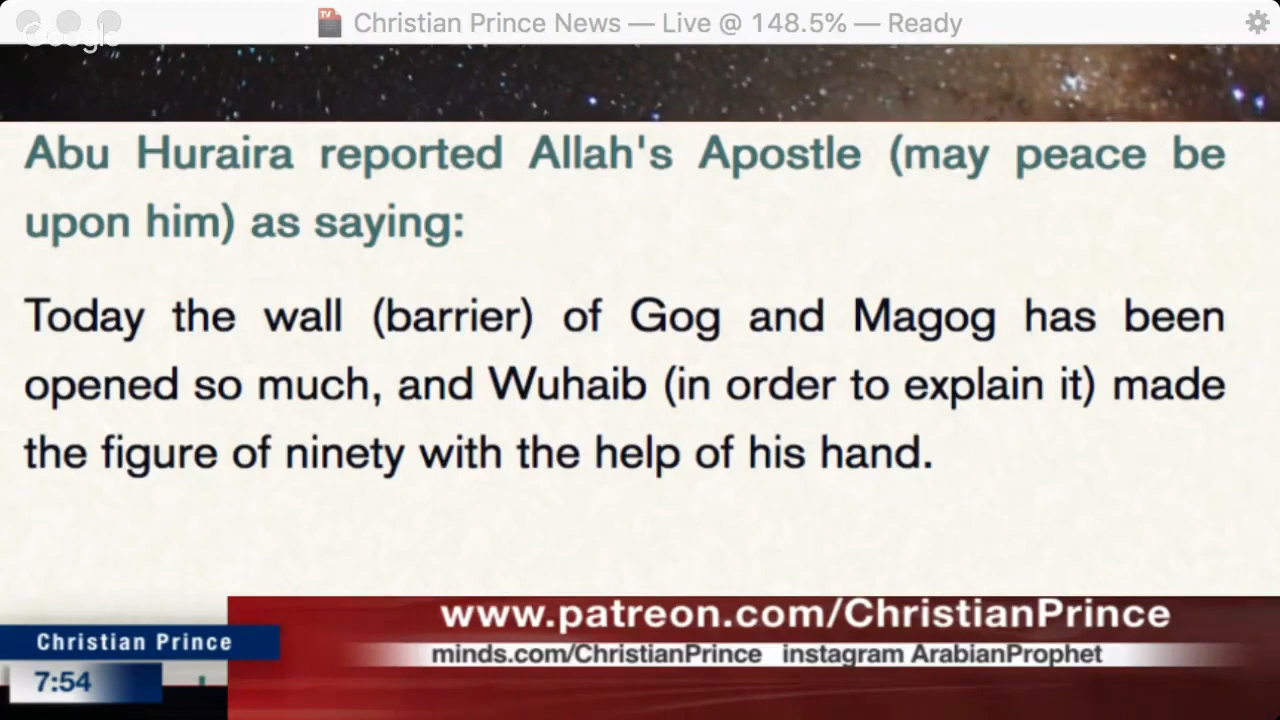 Christian Prince News — Live @ 148.5% — Ready
Google
Abu Huraira reported Allah's Apostle (may peace be
upon him) as saying:
Today the wall (barrier) of Gog and Magog has been
opened so much, and Wuhaib (in order to explain it) made
the figure of ninety with the help of his hand.
www.patreon.com/ChristianPrince
Christian Prince
minds.com/ChristianPrince instagram ArabianProphet
7:54